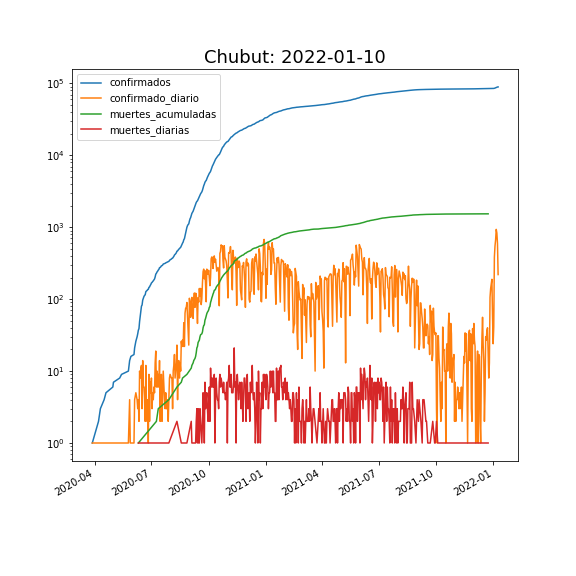 Chubut: 2022-01-10
confirmados
confirmado_diario
muertes_acumuladas
muertes_diarias
10^5
10^4
10^3
10^2
10^1
10^0
2020-04
2020-07
2020-10
2021-01
2021-04
2021-07
2021-10
2022-01